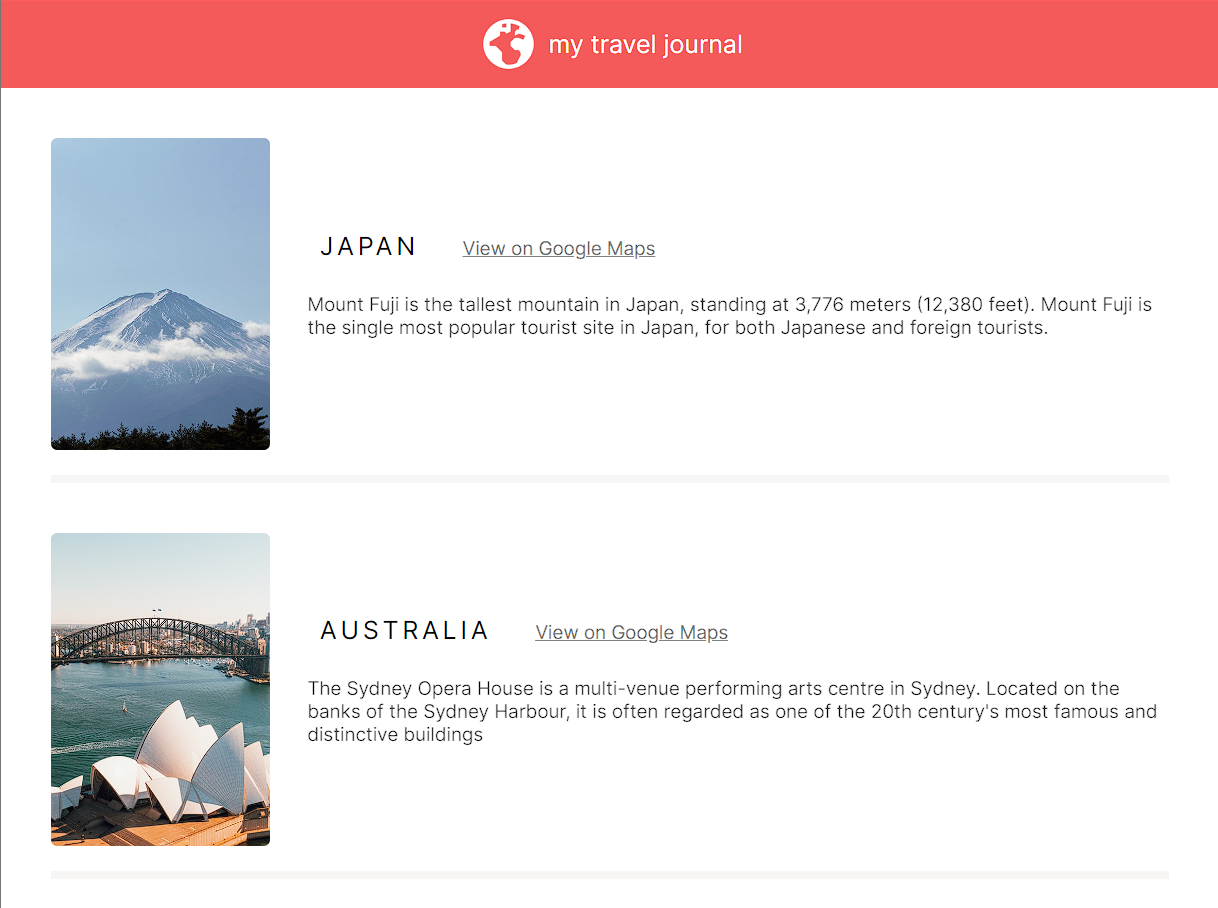 my travel journal
JAPAN View on Google Maps
Mount Fuji is the tallest mountain in Japan, standing at 3,776 meters (12,380 feet). Mount Fuji is
the single most popular tourist site in Japan, for both Japanese and foreign tourists.
AUSTRALIA View on Google Maps
The Sydney Opera House is a multi-venue performing arts centre in Sydney. Located on the
banks of the Sydney Harbour, it is often regarded as one of the 20th century's most famous and
distinctive buildings